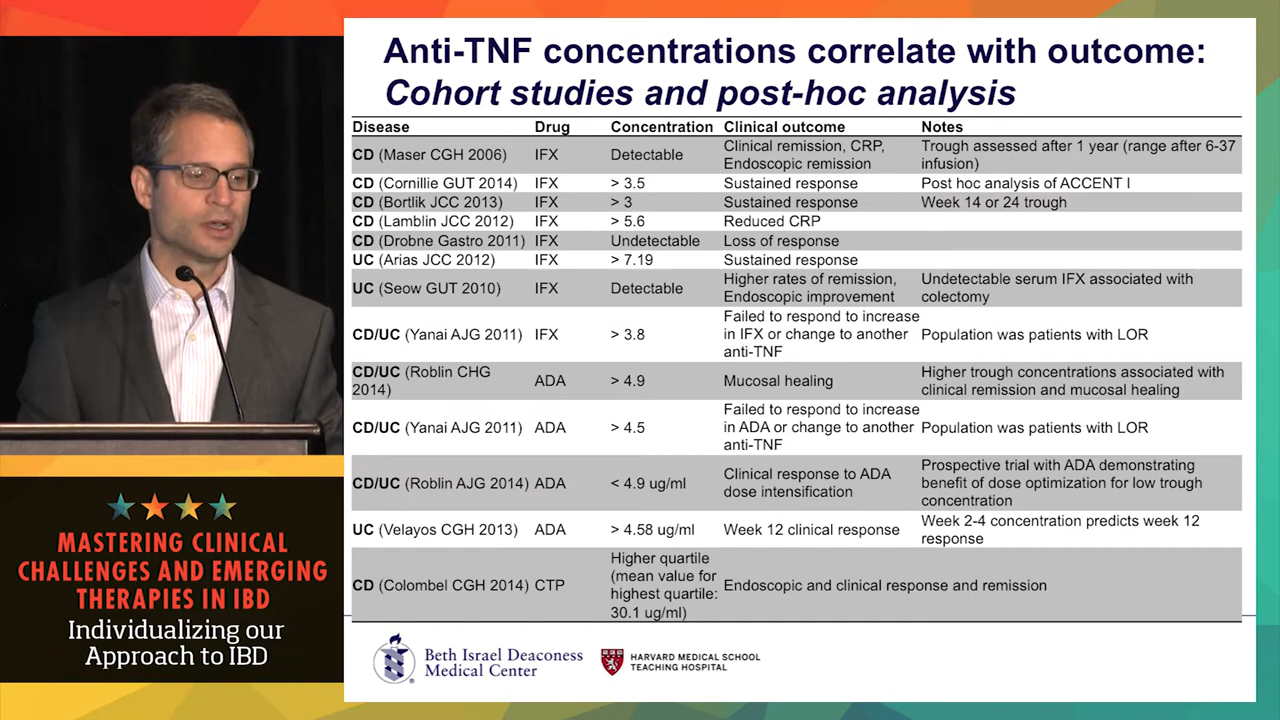 Anti-TNF concentrations correlate with outcome:
Cohort studies and post-hoc analysis
Disease Drug Concentration Clinical outcome Notes
CD (Maser CGH 2006) IFX Detectable Clinical remission, CRP, Endoscopic remission Trough assessed after 1 year (range after 6-37 infusion)
CD (Cornillie GUT 2014) IFX > 3.5 Sustained response Post hoc analysis of ACCENT I
CD (Bortlik JCC 2013) IFX > 3 Sustained response Week 14 or 24 trough
CD (Lamblin JCC 2012) IFX > 5.6 Reduced CRP
CD (Drobne Gastro 2011) IFX Undetectable Loss of response
UC (Arias JCC 2012) IFX > 7.19 Sustained response
UC (Seow GUT 2010) IFX Detectable Higher rates of remission, Endoscopic improvement Undetectable serum IFX associated with colectomy
CD/UC (Yanai AJG 2011) IFX > 3.8 Failed to respond to increase in IFX or change to another anti-TNF Population was patients with LOR
CD/UC (Roblin CHG 2014) ADA > 4.9 Mucosal healing Higher trough concentrations associated with clinical remission and mucosal healing
CD/UC (Yanai AJG 2011) ADA > 4.5 Failed to respond to increase in ADA or change to another anti-TNF Population was patients with LOR
CD/UC (Roblin AJG 2014) ADA < 4.9 ug/ml Clinical response to ADA dose intensification Prospective trial with ADA demonstrating benefit of dose optimization for low trough concentration
UC (Velayos CGH 2013) ADA > 4.58 ug/ml Week 12 clinical response Week 2-4 concentration predicts week 12 response
CD (Colombel CGH 2014) CTP Higher quartile (mean value for highest quartile: 30.1 ug/ml) Endoscopic and clinical response and remission
Beth Israel Deaconess
Medical Center
HARVARD MEDICAL SCHOOL
TEACHING HOSPITAL
MASTERING CLINICAL
CHALLENGES AND EMERGING
THERAPIES IN IBD
Individualizing our
Approach to IBD